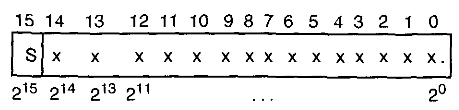 15 14 13 12 11 10 9 8 7 6 5 4 3 2 1 0
S x x x x x x x x x x x x x x x.
2^15 2^14 2^13 2^11 ... 2^0